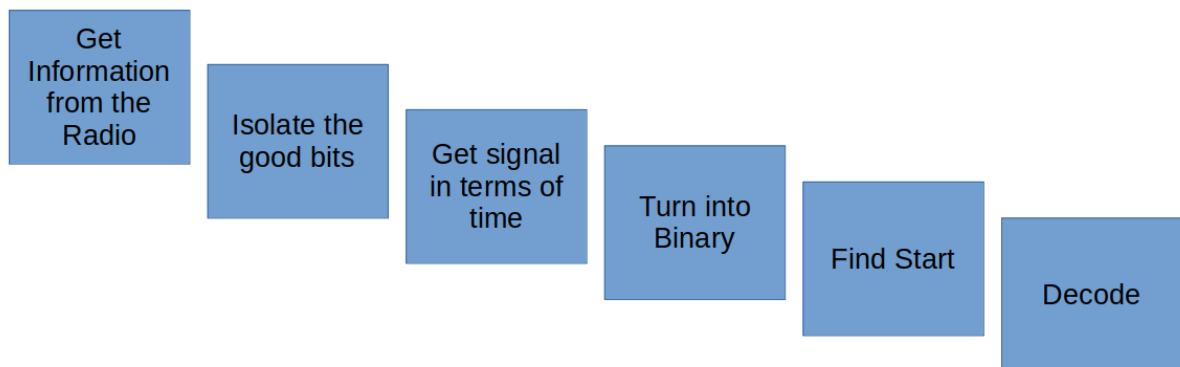 Get
Information
from the
Radio
Isolate the
good bits
Get signal
in terms of
time
Turn into
Binary
Find Start
Decode